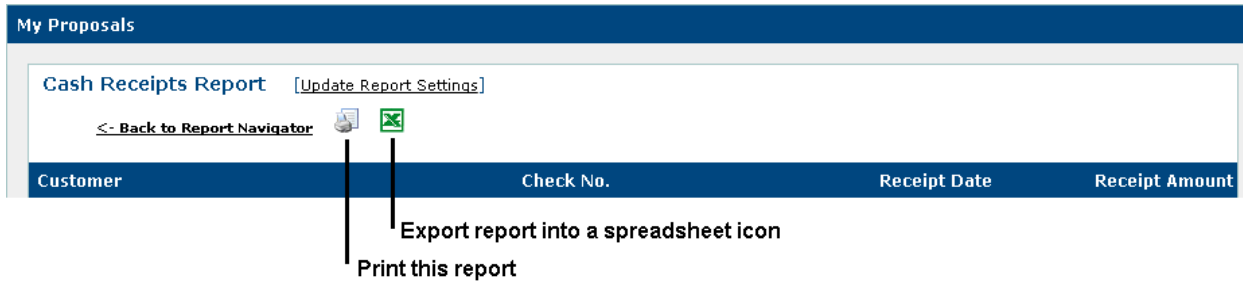 My Proposals
Cash Receipts Report [Update Report Settings]
<- Back to Report Navigator
Customer Check No. Receipt Date Receipt Amount
Export report into a spreadsheet icon
Print this report